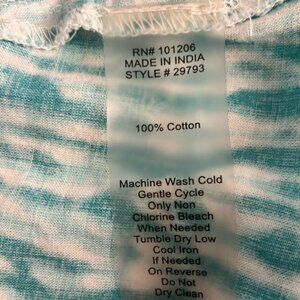 RN# 101206
MADE IN INDIA
STYLE # 29793
100% Cotton
Machine Wash Cold
Gentle Cycle
Only Non
Chlorine Bleach
When Needed
Tumble Dry Low
Cool Iron
If Needed
On Reverse
Do Not
Dry Clean